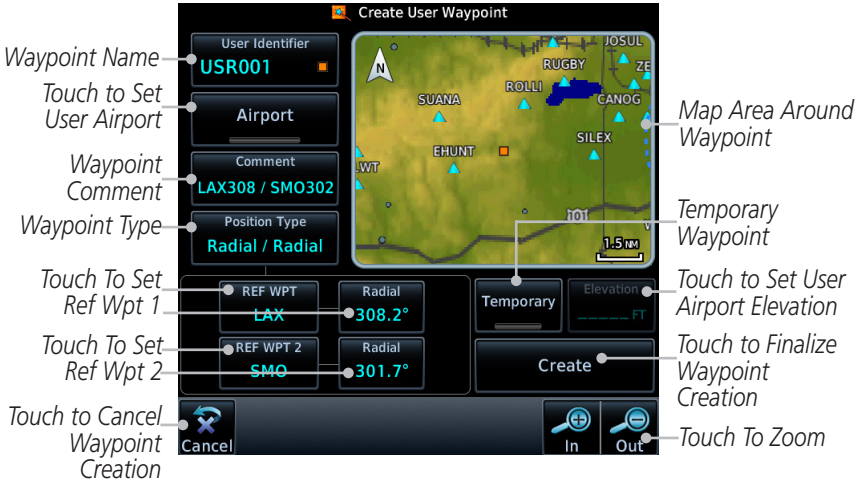 Create User Waypoint
Waypoint Name
User Identifier
USR001
Touch to Set
User Airport
Airport
Waypoint
Comment
Comment
LAX308 / SMO302
Waypoint Type
Position Type
Radial / Radial
N
JOSUL
RUGBY
ZE
ROLLI
SUANA
CANOG
SILEX
EHUNT
LWT
101
1.5 NM
Map Area Around
Waypoint
Temporary
Waypoint
Touch To Set
Ref Wpt 1
REF WPT
LAX
Radial
308.2°
Temporary
Elevation
_____ FT
Touch to Set User
Airport Elevation
Touch To Set
Ref Wpt 2
REF WPT 2
SMO
Radial
301.7°
Create
Touch to Finalize
Waypoint
Creation
Touch to Cancel
Waypoint
Creation
Cancel
In
Out
Touch To Zoom